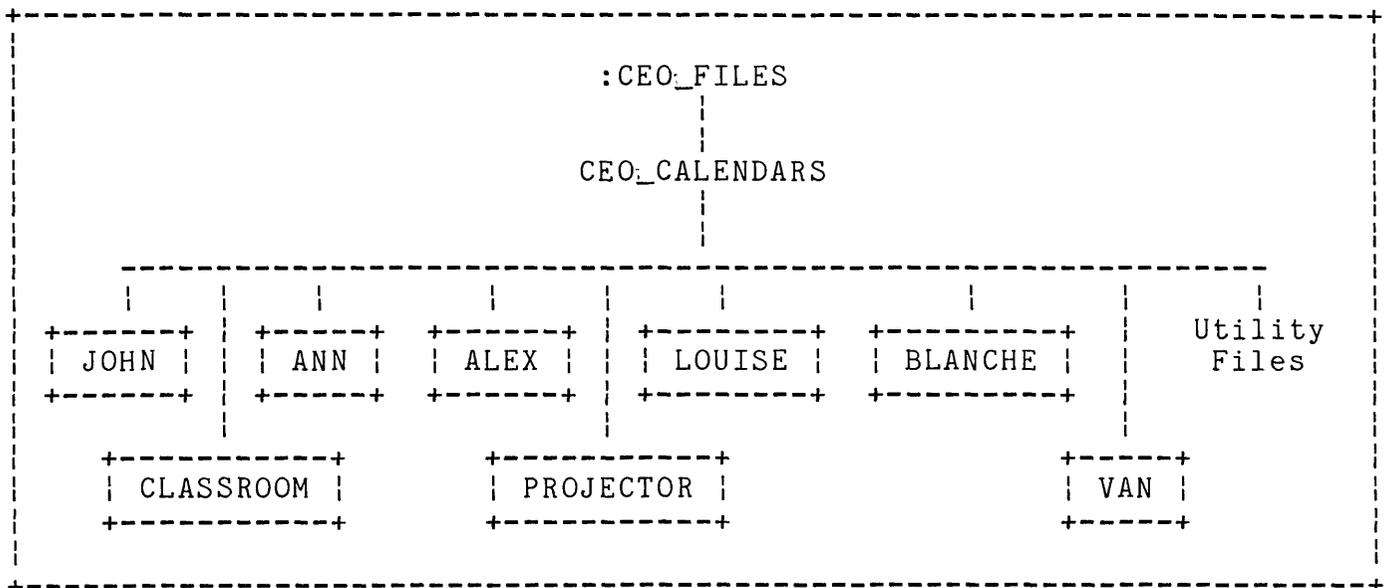 :CEO_FILES
CEO_CALENDARS
Utility
JOHN ANN ALEX LOUISE BLANCHE Files
CLASSROOM PROJECTOR VAN